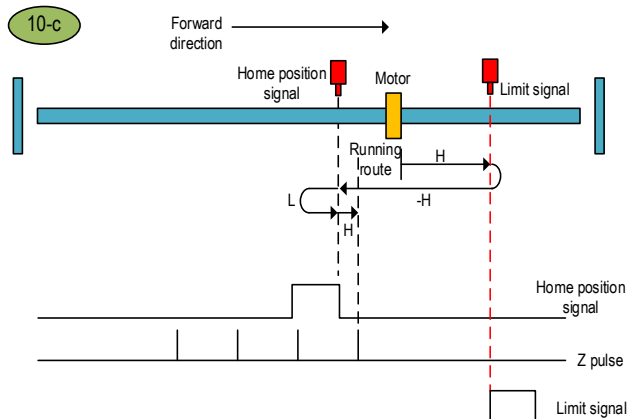 10-c
Forward
direction
Home position
signal
Motor
Limit signal
Running
route
H
-H
L
H
Home position
signal
Z pulse
Limit signal